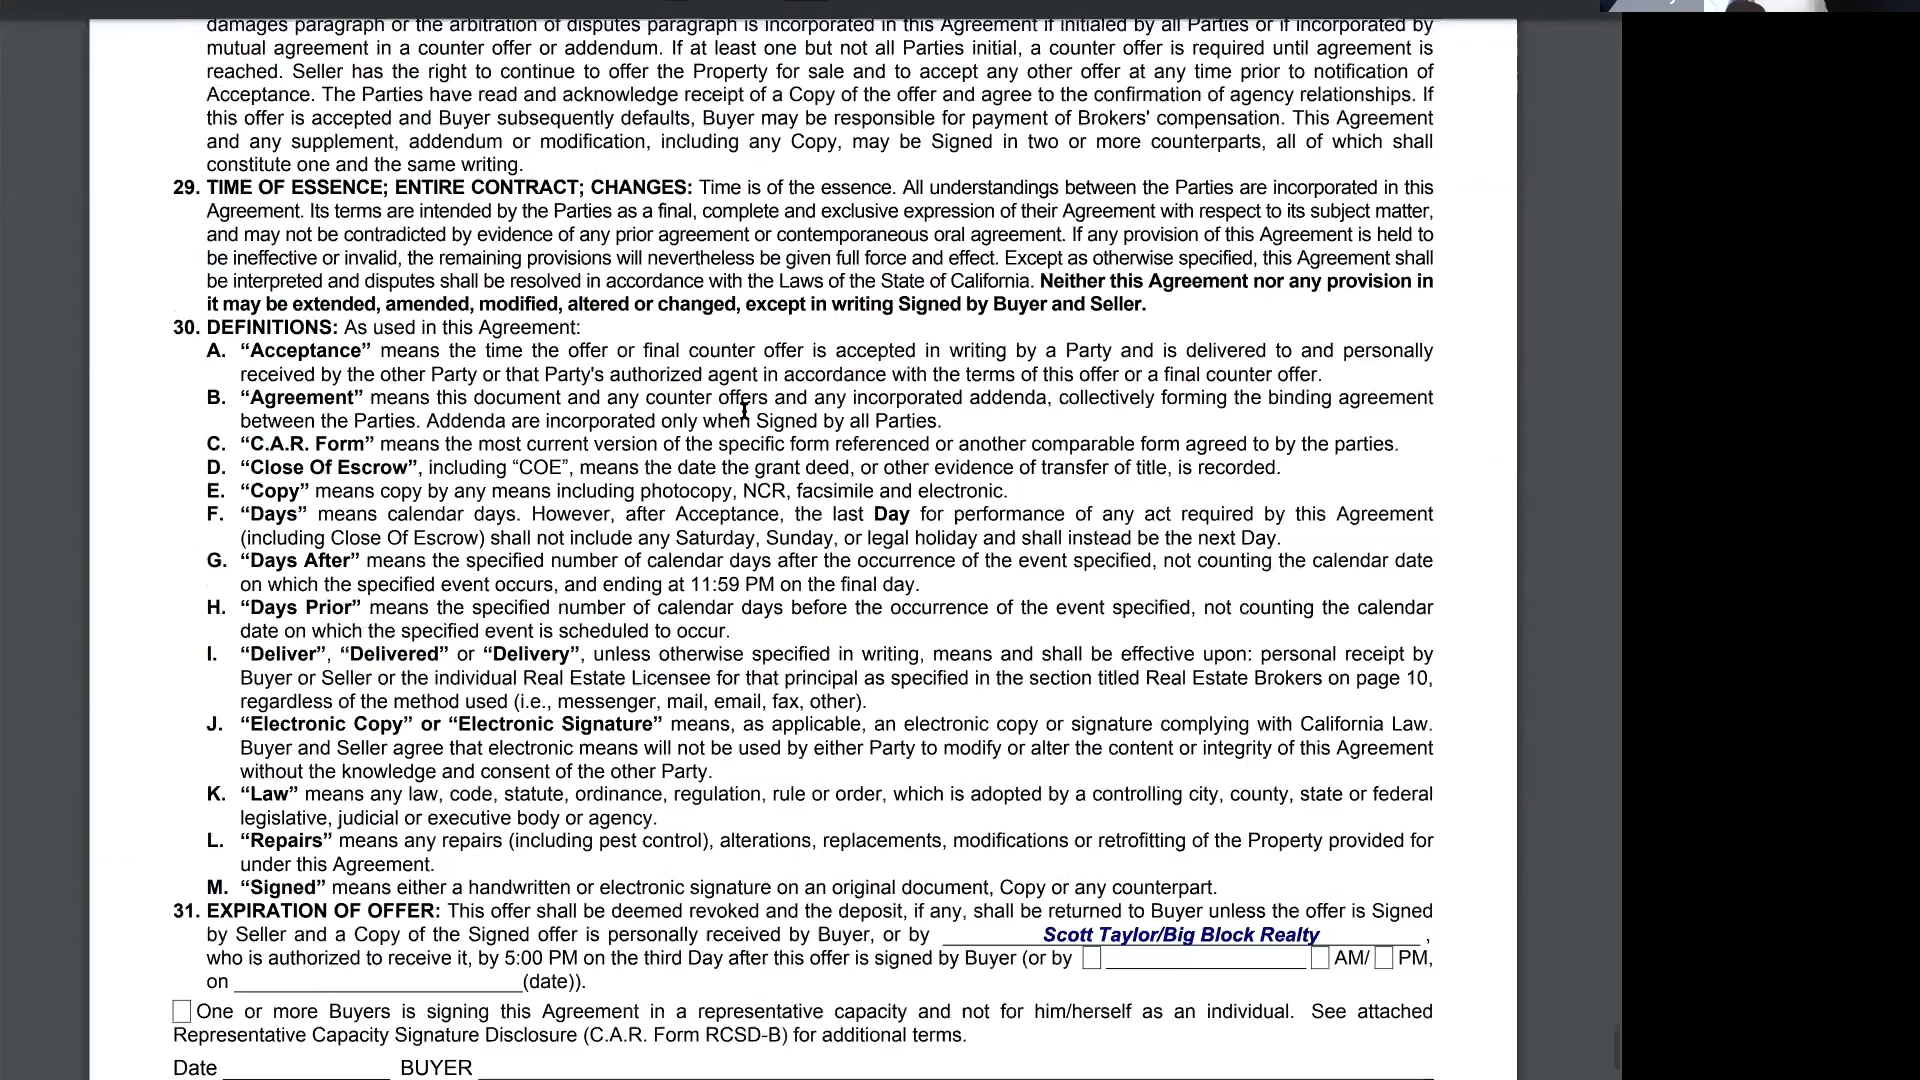 damages paragraph or the arbitration of disputes paragraph is incorporated in this Agreement if initialed by all Parties or if incorporated by
mutual agreement in a counter offer or addendum. If at least one but not all Parties initial, a counter offer is required until agreement is
reached. Seller has the right to continue to offer the Property for sale and to accept any other offer at any time prior to notification of
Acceptance. The Parties have read and acknowledge receipt of a Copy of the offer and agree to the confirmation of agency relationships. If
this offer is accepted and Buyer subsequently defaults, Buyer may be responsible for payment of Brokers' compensation. This Agreement
and any supplement, addendum or modification, including any Copy, may be Signed in two or more counterparts, all of which shall
constitute one and the same writing.
29. TIME OF ESSENCE; ENTIRE CONTRACT; CHANGES: Time is of the essence. All understandings between the Parties are incorporated in this
Agreement. Its terms are intended by the Parties as a final, complete and exclusive expression of their Agreement with respect to its subject matter,
and may not be contradicted by evidence of any prior agreement or contemporaneous oral agreement. If any provision of this Agreement is held to
be ineffective or invalid, the remaining provisions will nevertheless be given full force and effect. Except as otherwise specified, this Agreement shall
be interpreted and disputes shall be resolved in accordance with the Laws of the State of California. Neither this Agreement nor any provision in
it may be extended, amended, modified, altered or changed, except in writing Signed by Buyer and Seller.
30. DEFINITIONS: As used in this Agreement:
A. “Acceptance” means the time the offer or final counter offer is accepted in writing by a Party and is delivered to and personally
received by the other Party or that Party's authorized agent in accordance with the terms of this offer or a final counter offer.
B. “Agreement” means this document and any counter offers and any incorporated addenda, collectively forming the binding agreement
between the Parties. Addenda are incorporated only when Signed by all Parties.
C. “C.A.R. Form” means the most current version of the specific form referenced or another comparable form agreed to by the parties.
D. “Close Of Escrow”, including “COE”, means the date the grant deed, or other evidence of transfer of title, is recorded.
E. “Copy” means copy by any means including photocopy, NCR, facsimile and electronic.
F. “Days” means calendar days. However, after Acceptance, the last Day for performance of any act required by this Agreement
(including Close Of Escrow) shall not include any Saturday, Sunday, or legal holiday and shall instead be the next Day.
G. “Days After” means the specified number of calendar days after the occurrence of the event specified, not counting the calendar date
on which the specified event occurs, and ending at 11:59 PM on the final day.
H. “Days Prior” means the specified number of calendar days before the occurrence of the event specified, not counting the calendar
date on which the specified event is scheduled to occur.
I. “Deliver”, “Delivered” or “Delivery”, unless otherwise specified in writing, means and shall be effective upon: personal receipt by
Buyer or Seller or the individual Real Estate Licensee for that principal as specified in the section titled Real Estate Brokers on page 10,
regardless of the method used (i.e., messenger, mail, email, fax, other).
J. “Electronic Copy” or “Electronic Signature” means, as applicable, an electronic copy or signature complying with California Law.
Buyer and Seller agree that electronic means will not be used by either Party to modify or alter the content or integrity of this Agreement
without the knowledge and consent of the other Party.
K. “Law” means any law, code, statute, ordinance, regulation, rule or order, which is adopted by a controlling city, county, state or federal
legislative, judicial or executive body or agency.
L. “Repairs” means any repairs (including pest control), alterations, replacements, modifications or retrofitting of the Property provided for
under this Agreement.
M. “Signed” means either a handwritten or electronic signature on an original document, Copy or any counterpart.
31. EXPIRATION OF OFFER: This offer shall be deemed revoked and the deposit, if any, shall be returned to Buyer unless the offer is Signed
by Seller and a Copy of the Signed offer is personally received by Buyer, or by Scott Taylor/Big Block Realty ,
who is authorized to receive it, by 5:00 PM on the third Day after this offer is signed by Buyer (or by AM/ PM,
on (date)).
One or more Buyers is signing this Agreement in a representative capacity and not for him/herself as an individual. See attached
Representative Capacity Signature Disclosure (C.A.R. Form RCSD-B) for additional terms.
Date BUYER